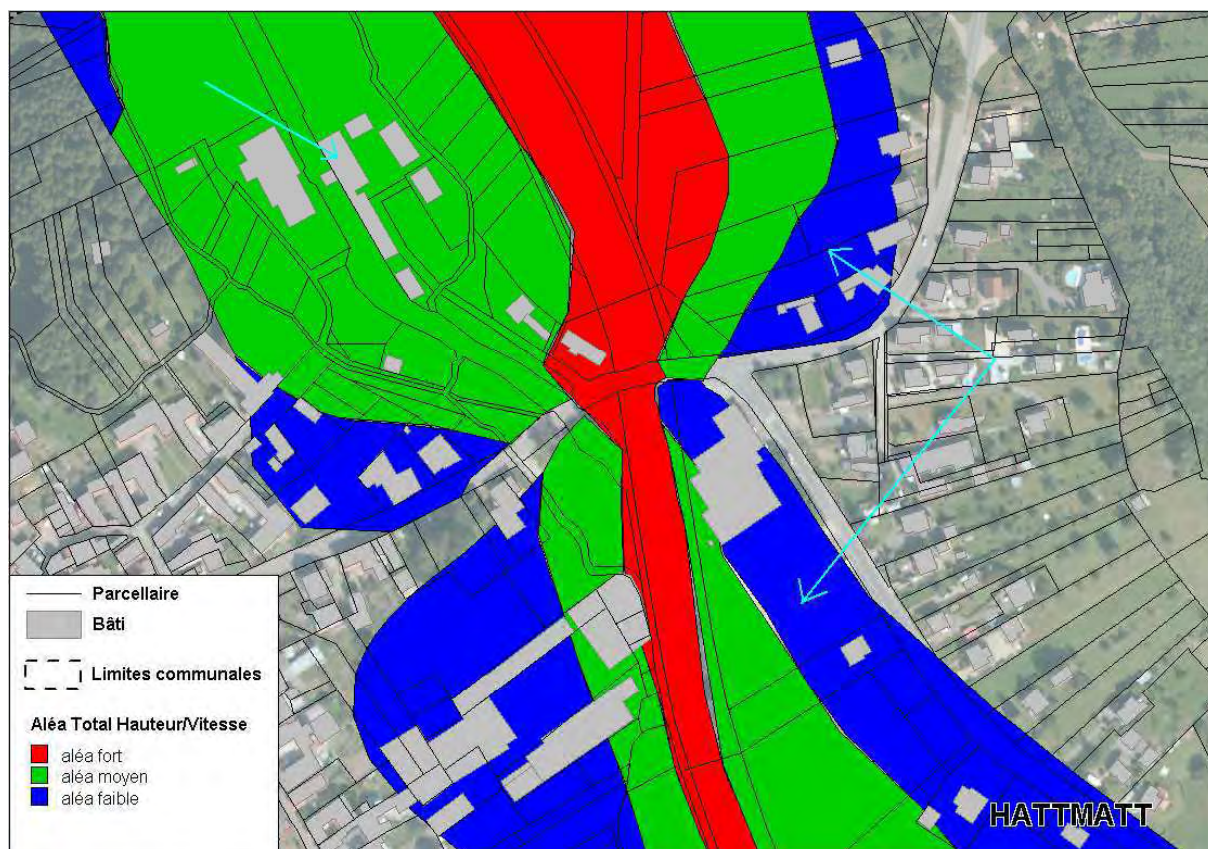 HATTMATT
Parcellaire
Bâti
Limites communales
Aléa Total Hauteur/Vitesse
aléa fort
aléa moyen
aléa faible